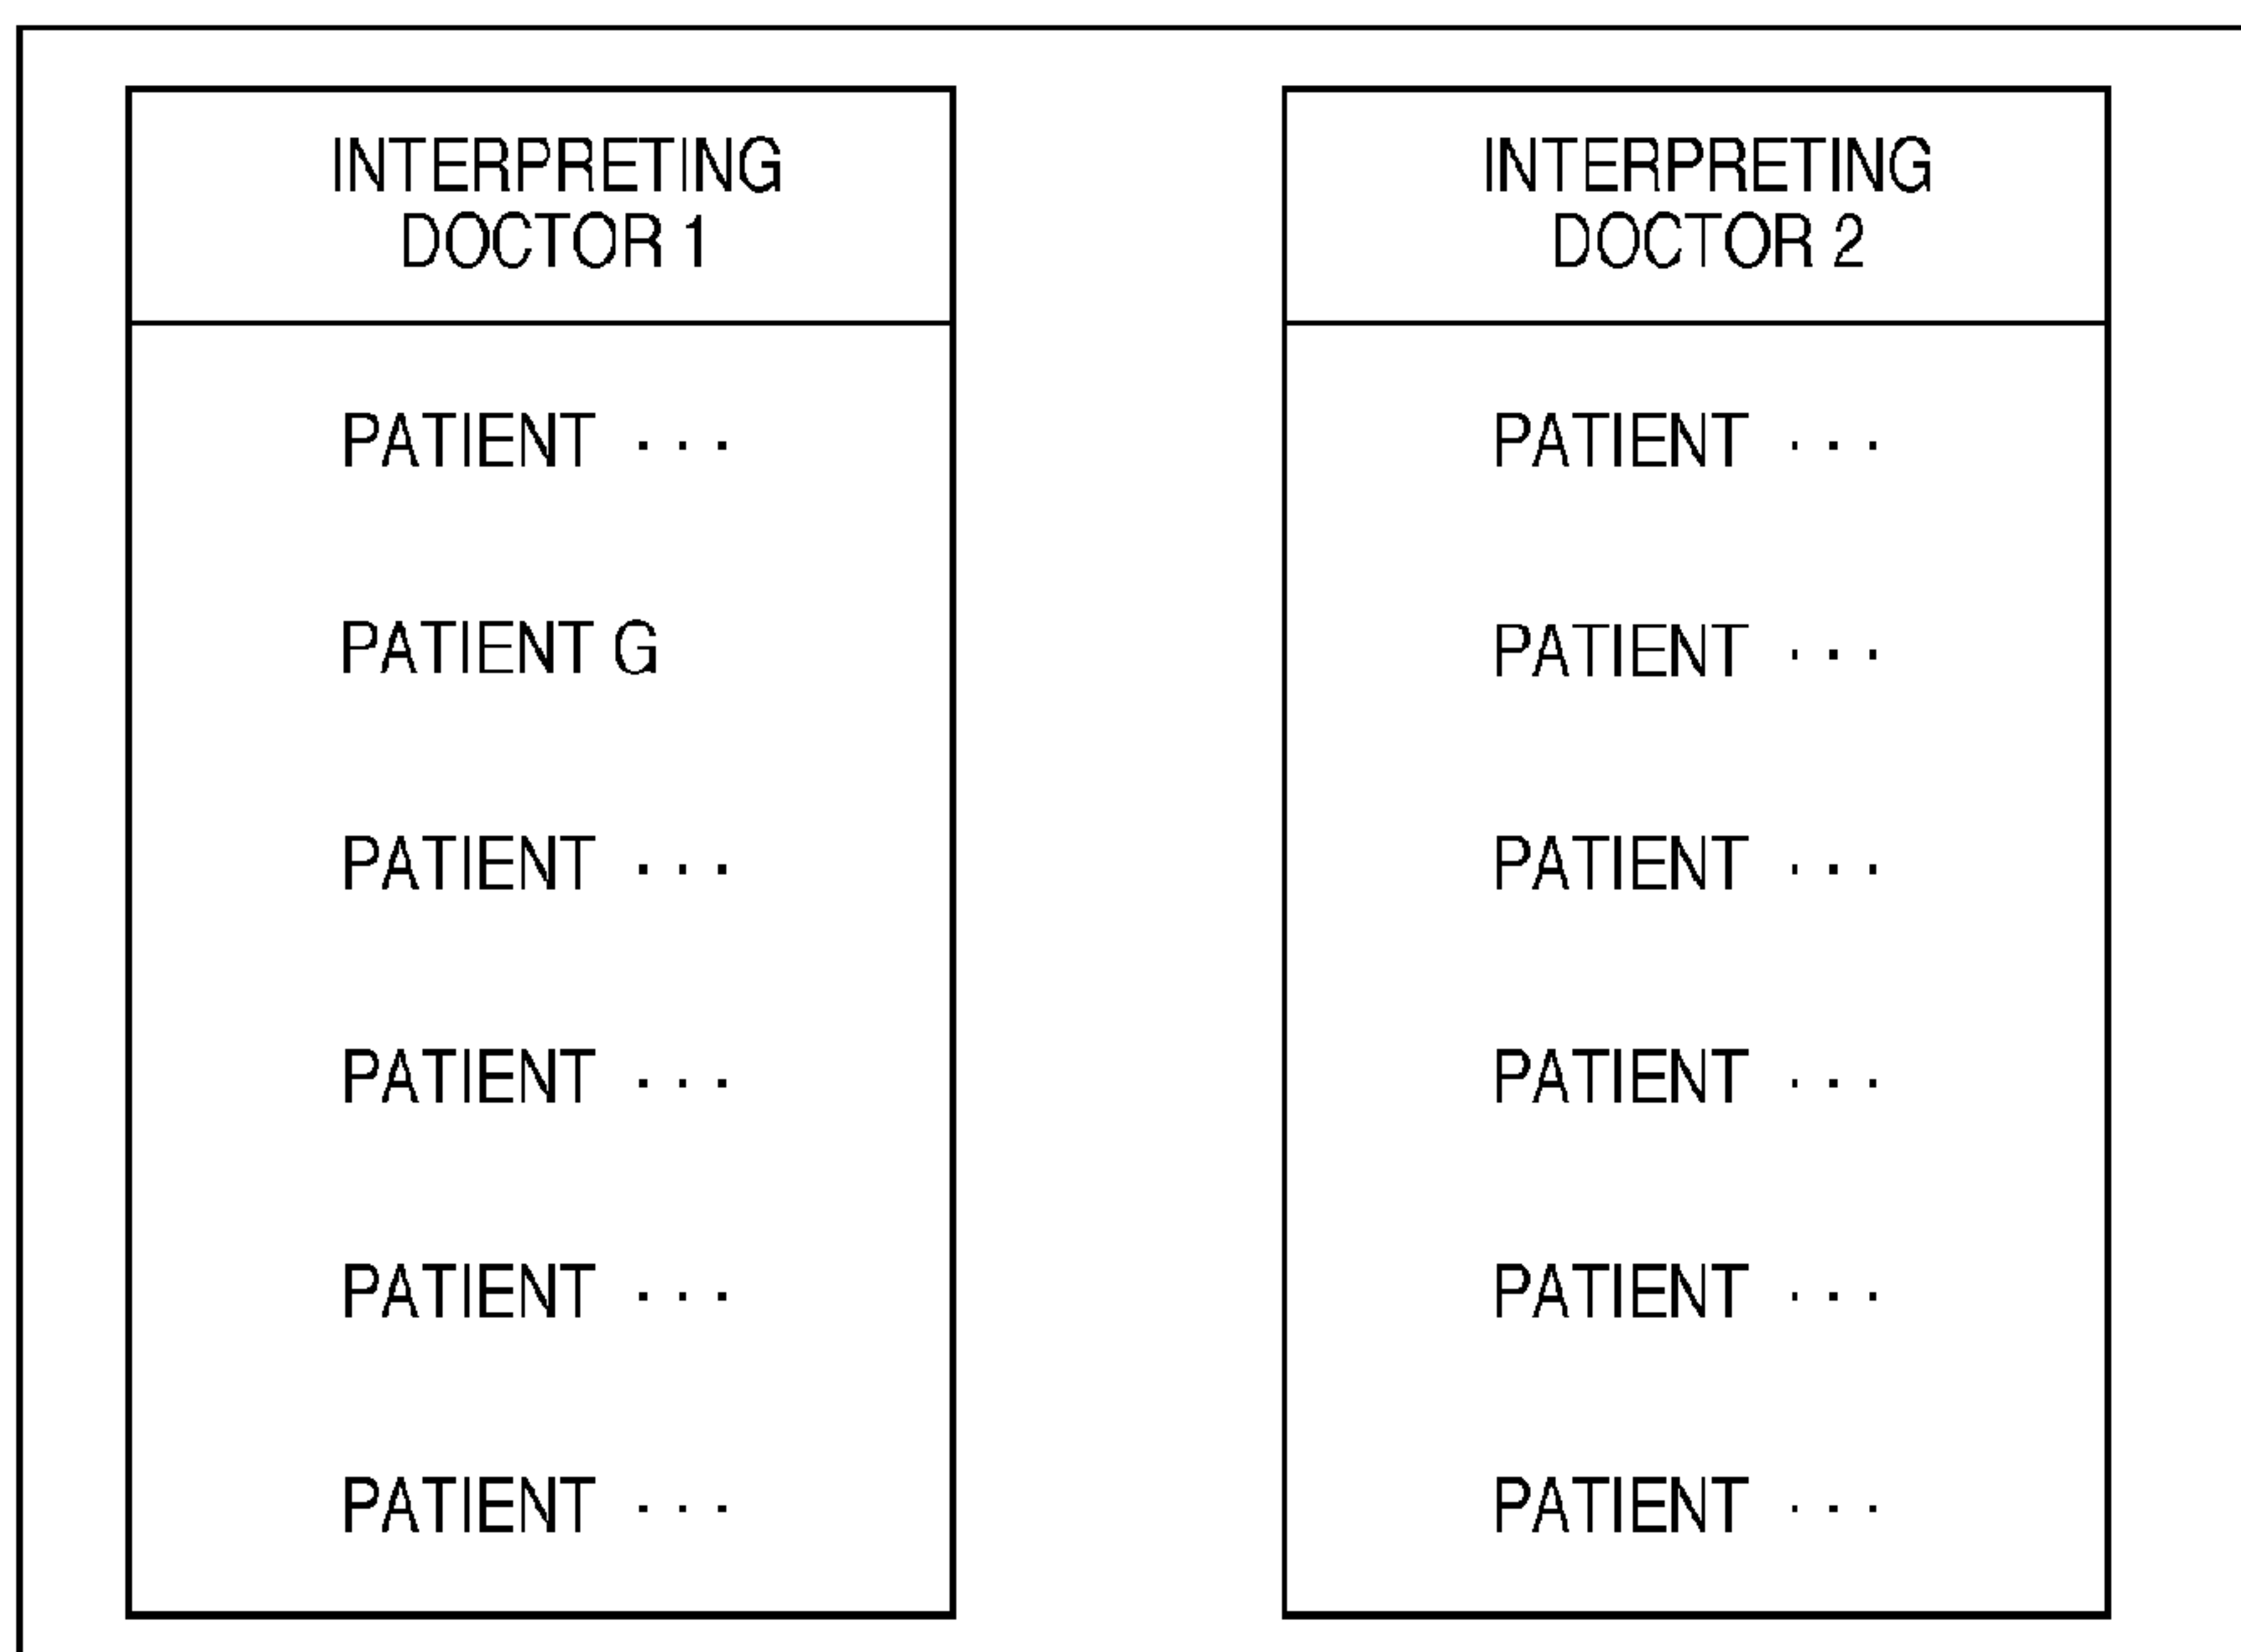 INTERPRETING
DOCTOR 1
PATIENT · · ·
PATIENT G
PATIENT · · ·
PATIENT · · ·
PATIENT · · ·
PATIENT · · ·
INTERPRETING
DOCTOR 2
PATIENT · · ·
PATIENT · · ·
PATIENT · · ·
PATIENT · · ·
PATIENT · · ·
PATIENT · · ·